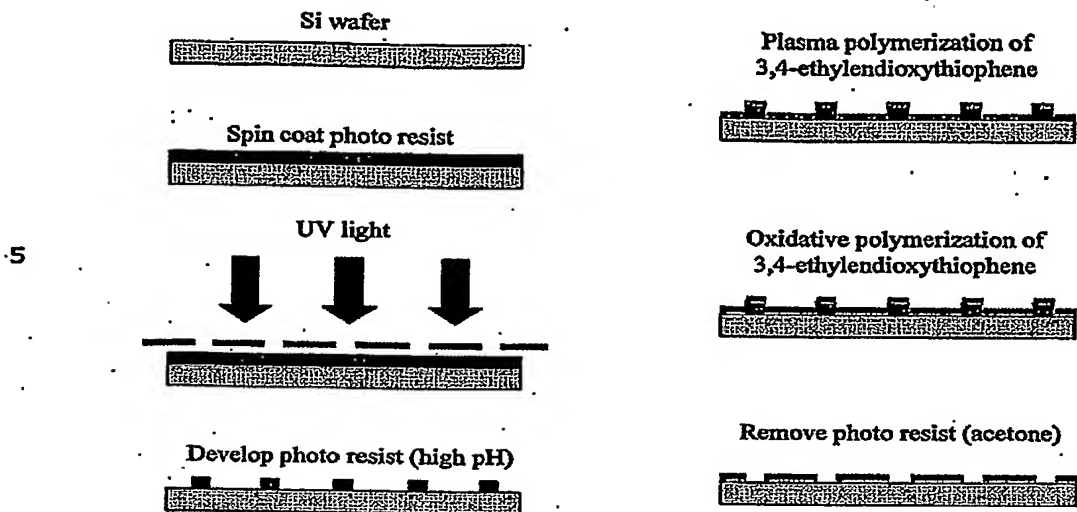 Si wafer
Spin coat photo resist
UV light
5
Develop photo resist (high pH)
Plasma polymerization of
3,4-ethylendioxythiophene
Oxidative polymerization of
3,4-ethylendioxythiophene
Remove photo resist (acetone)